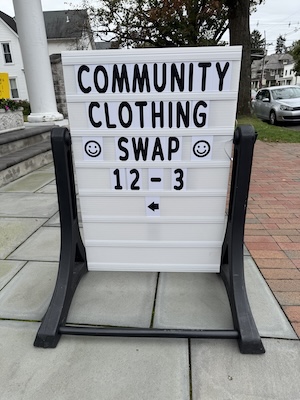 COMMUNITY
CLOTHING
☺ SWAP ☺
12 - 3
←